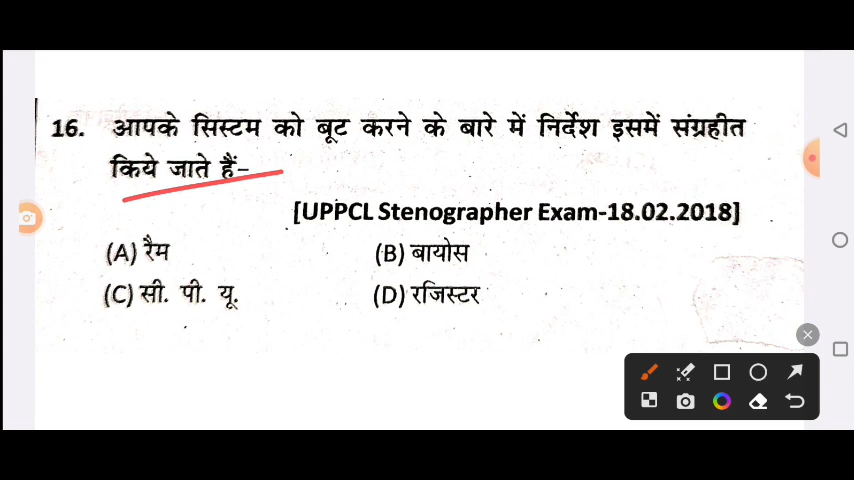 16. आपके सिस्टम को बूट करने के बारे में निर्देश इसमें संग्रहीत
किये जाते हैं–
[UPPCL Stenographer Exam-18.02.2018]
(A) रैम (B) बायोस
(C) सी. पी. यू. (D) रजिस्टर